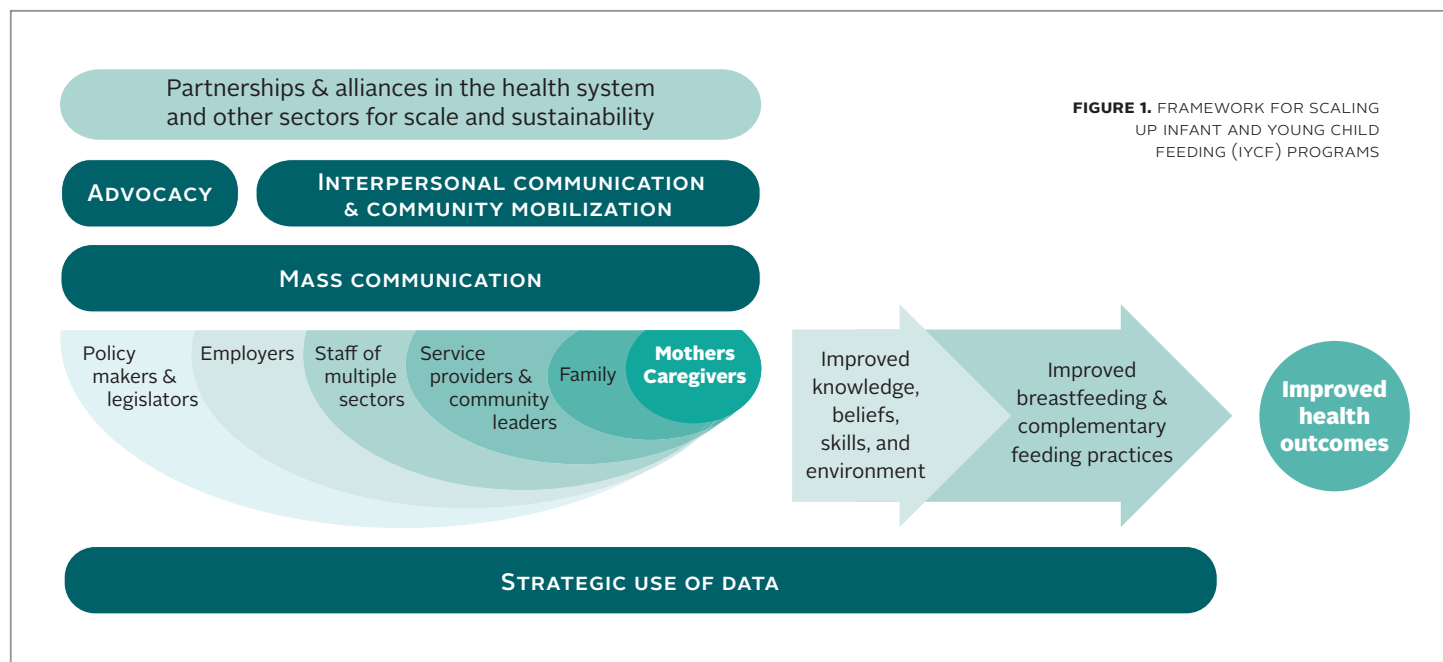 Partnerships & alliances in the health system
and other sectors for scale and sustainability
FIGURE 1. FRAMEWORK FOR SCALING
UP INFANT AND YOUNG CHILD
FEEDING (IYCF) PROGRAMS
ADVOCACY
INTERPERSONAL COMMUNICATION
& COMMUNITY MOBILIZATION
MASS COMMUNICATION
Policy
makers &
legislators
Employers
Staff of
multiple
sectors
Service
providers &
community
leaders
Family
Mothers
Caregivers
Improved
knowledge,
beliefs,
skills, and
environment
Improved
breastfeeding &
complementary
feeding practices
Improved
health
outcomes
STRATEGIC USE OF DATA